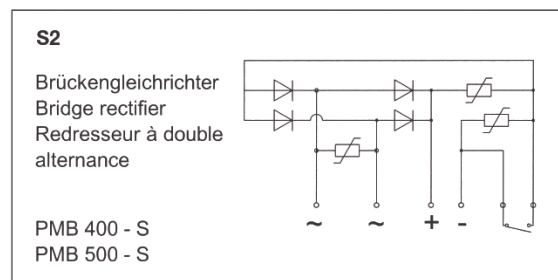 S2
Brückengleichrichter
Bridge rectifier
Redresseur à double
alternance
~ ~ + -
PMB 400 - S
PMB 500 - S